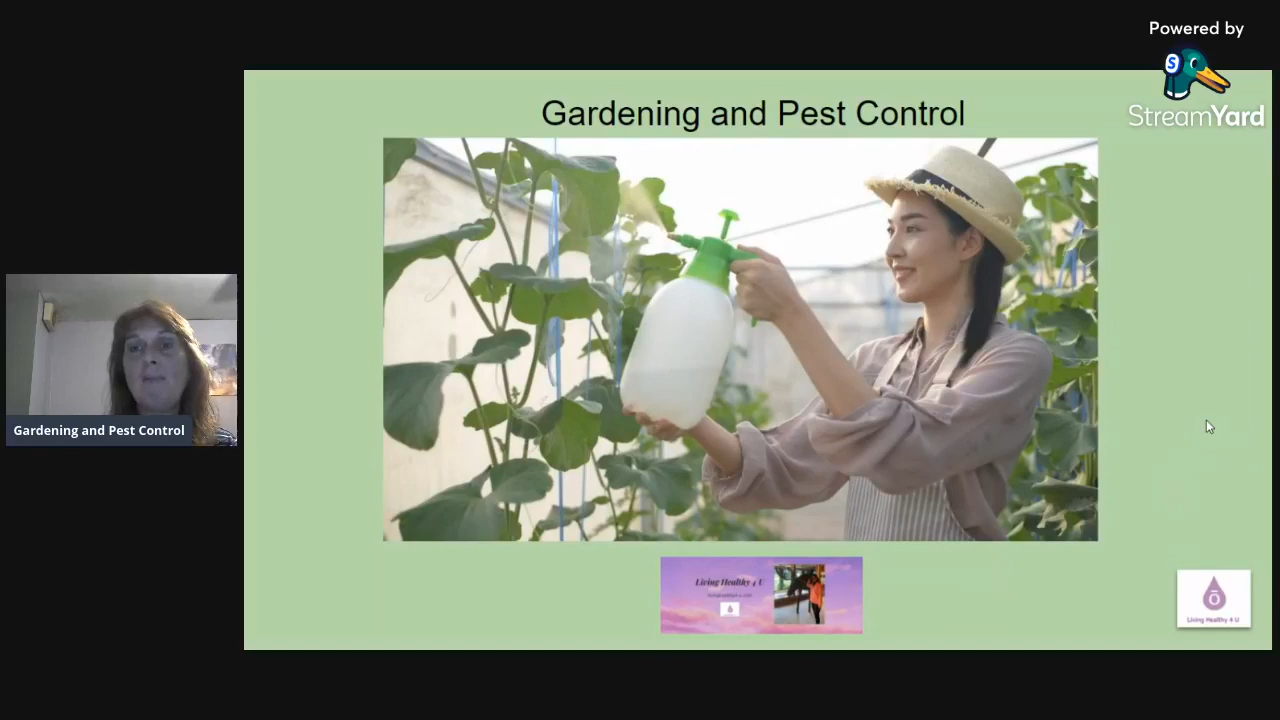 Powered by
S
StreamYard
Gardening and Pest Control
Gardening and Pest Control
Living Healthy 4 U
ō
Living Healthy 4 U